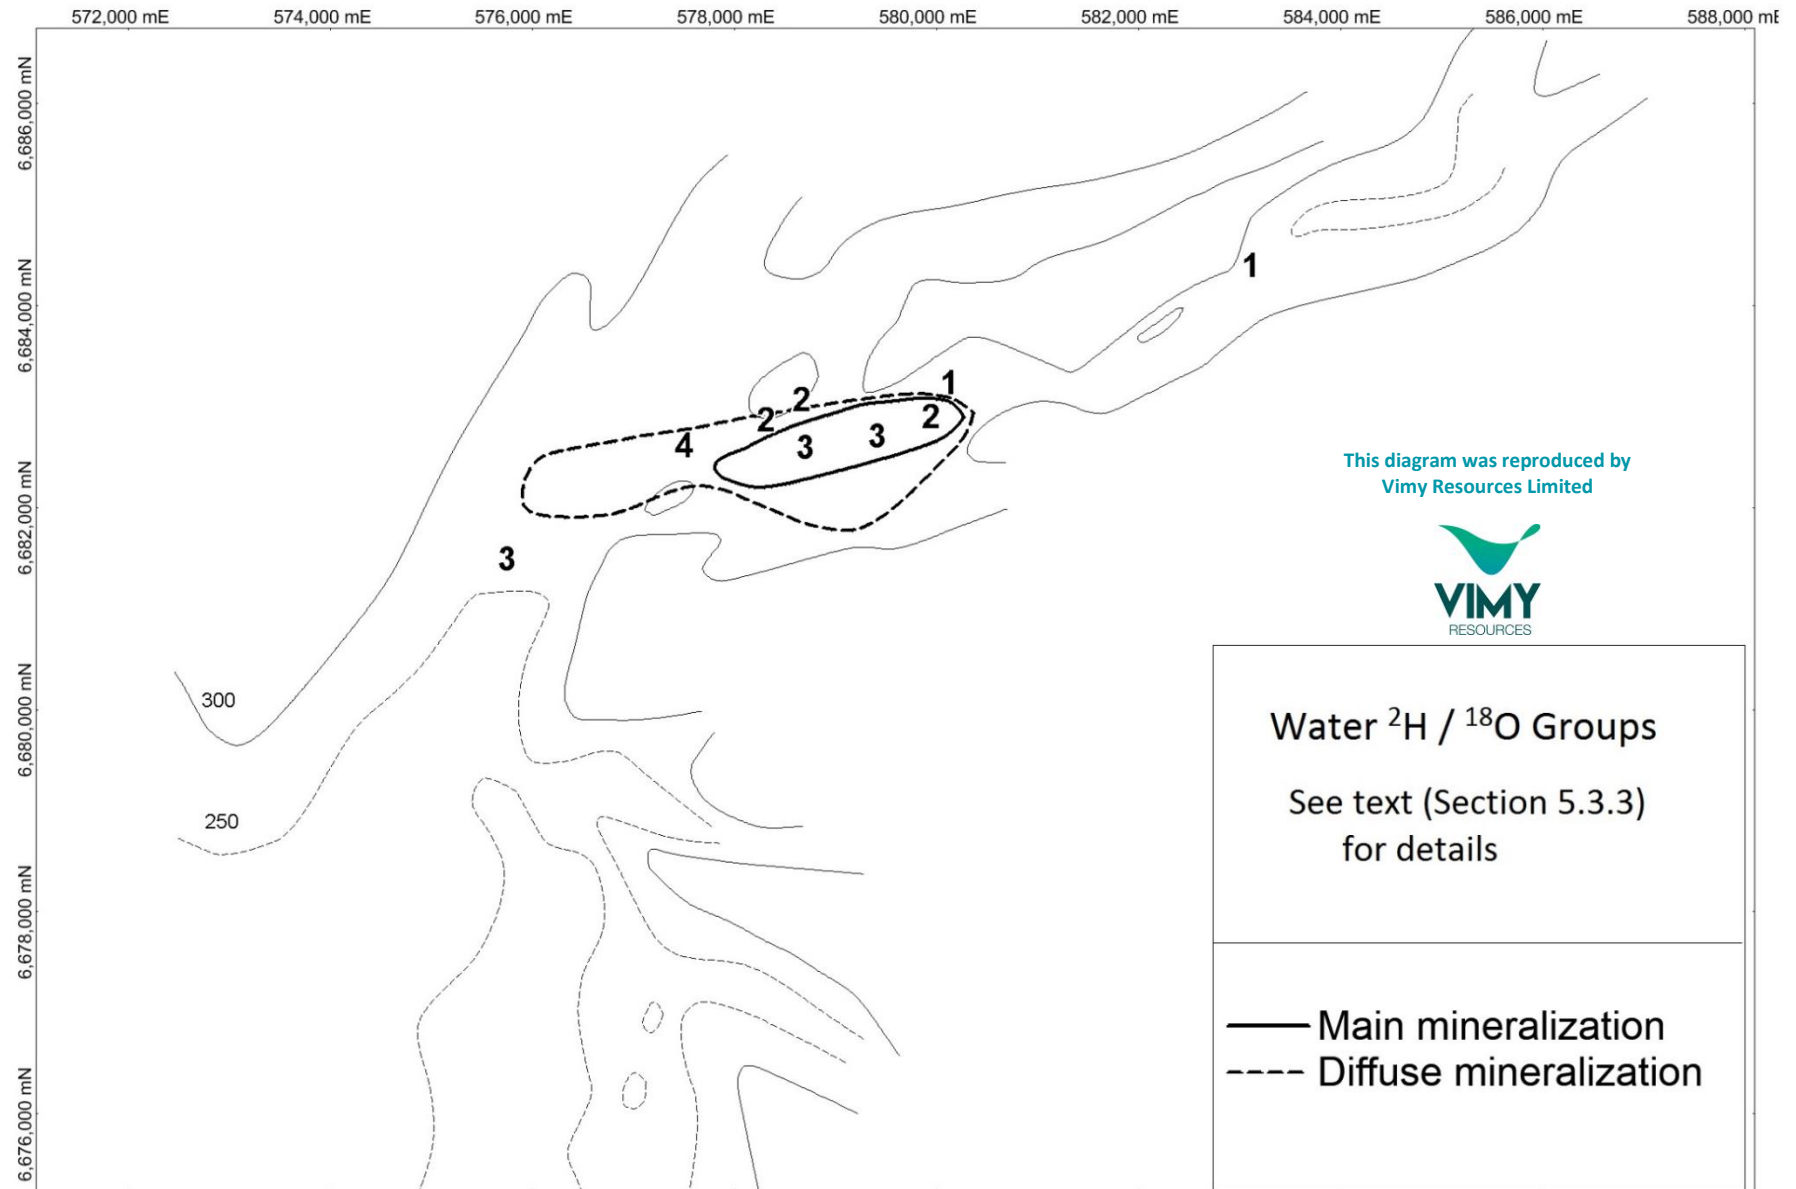 572,000 mE 574,000 mE 576,000 mE 578,000 mE 580,000 mE 582,000 mE 584,000 mE 586,000 mE 588,000 mE
6,686,000 mN
6,684,000 mN
6,682,000 mN
6,680,000 mN
6,678,000 mN
6,676,000 mN
1
1
2
2
2
4
3
3
3
300
250
This diagram was reproduced by
Vimy Resources Limited
VIMY
RESOURCES
Water ²H / ¹⁸O Groups
See text (Section 5.3.3)
for details
Main mineralization
Diffuse mineralization